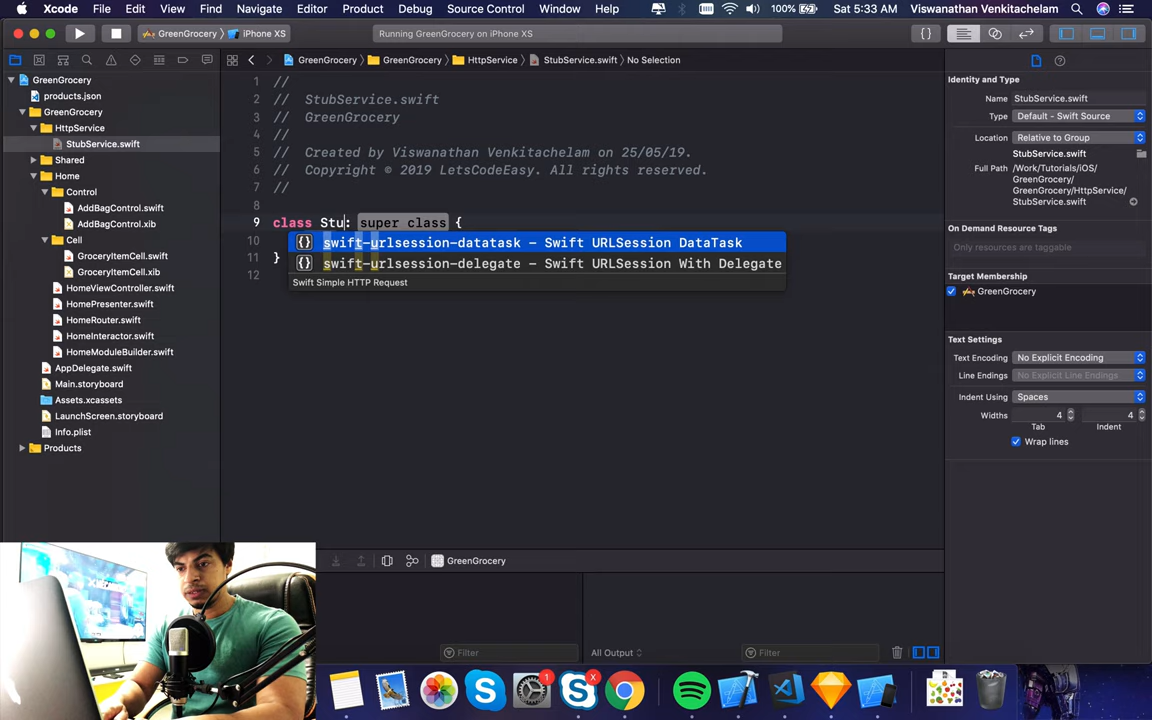 Xcode File Edit View Find Navigate Editor Product Debug Source Control Window Help 100% Sat 5:33 AM Viswanathan Venkitachelam
GreenGrocery iPhone XS Running GreenGrocery on iPhone XS
GreenGrocery GreenGrocery HttpService StubService.swift No Selection
GreenGrocery
products.json
GreenGrocery
HttpService
StubService.swift
Shared
Home
Control
AddBagControl.swift
AddBagControl.xib
Cell
GroceryItemCell.swift
GroceryItemCell.xib
HomeViewController.swift
HomePresenter.swift
HomeRouter.swift
HomeInteractor.swift
HomeModuleBuilder.swift
AppDelegate.swift
Main.storyboard
Assets.xcassets
LaunchScreen.storyboard
Info.plist
Products
1 //
2 // StubService.swift
3 // GreenGrocery
4 //
5 // Created by Viswanathan Venkitachelam on 25/05/19.
6 // Copyright © 2019 LetsCodeEasy. All rights reserved.
7 //
8
9 class Stu: super class {
10
11 }
12
{} swift-urlsession-datatask – Swift URLSession DataTask
{} swift-urlsession-delegate – Swift URLSession With Delegate
Swift Simple HTTP Request
Identity and Type
Name StubService.swift
Type Default - Swift Source
Location Relative to Group
StubService.swift
Full Path /Work/Tutorials/iOS/
GreenGrocery/
GreenGrocery/HttpService/
StubService.swift
On Demand Resource Tags
Only resources are taggable
Target Membership
GreenGrocery
Text Settings
Text Encoding No Explicit Encoding
Line Endings No Explicit Line Endings
Indent Using Spaces
Widths 4 4
Tab Indent
Wrap lines
GreenGrocery
Filter All Output Filter
1 X